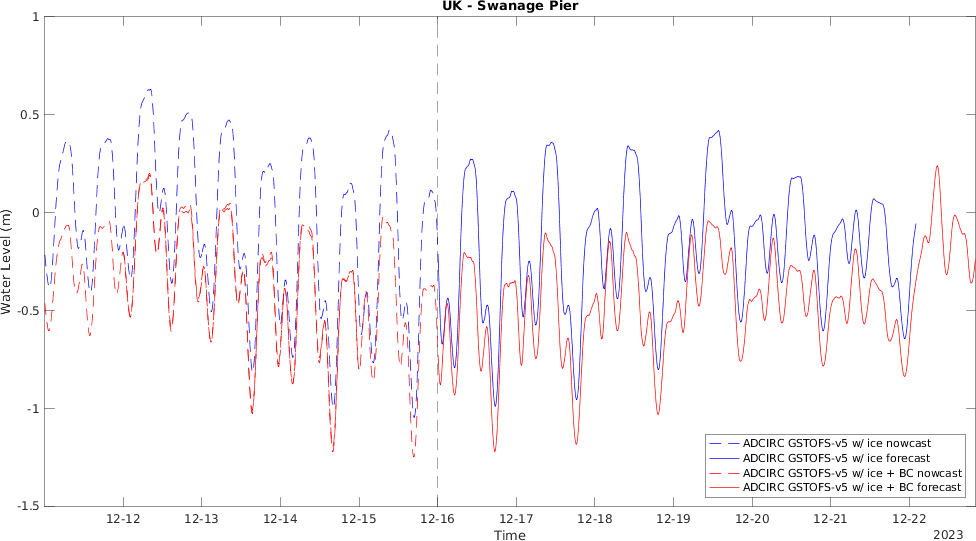 UK - Swanage Pier
1
0.5
0
-0.5
-1
-1.5
Water Level (m)
12-12
12-13
12-14
12-15
12-16
12-17
12-18
12-19
12-20
12-21
12-22
Time
2023
ADCIRC GSTOFS-v5 w/ ice nowcast
ADCIRC GSTOFS-v5 w/ ice forecast
ADCIRC GSTOFS-v5 w/ ice + BC nowcast
ADCIRC GSTOFS-v5 w/ ice + BC forecast